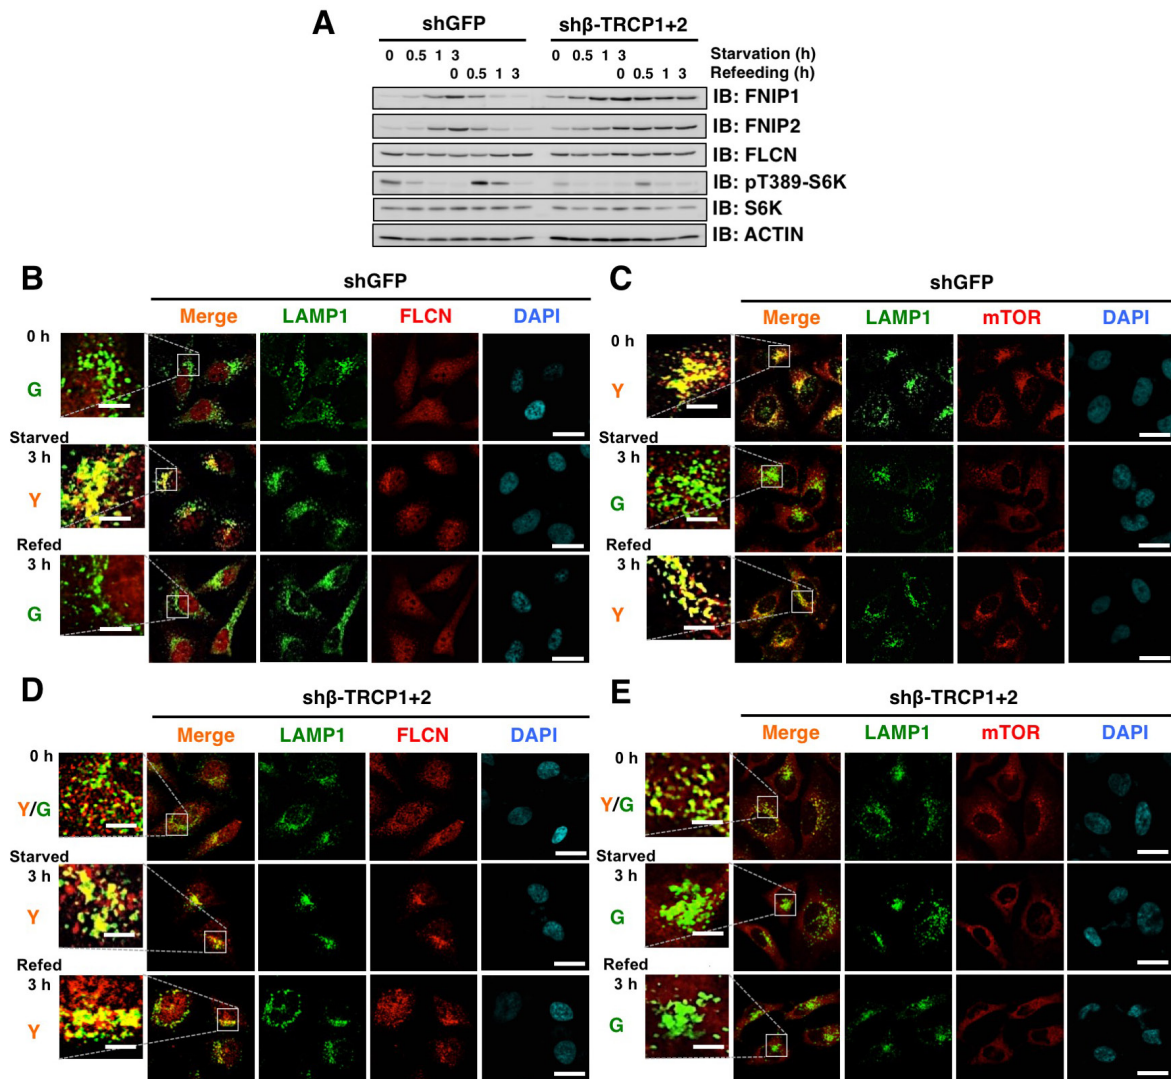 A
shGFP shβ-TRCP1+2
0 0.5 1 3 0 0.5 1 3 Starvation (h)
0 0.5 1 3 0 0.5 1 3 Refeeding (h)
IB: FNIP1
IB: FNIP2
IB: FLCN
IB: pT389-S6K
IB: S6K
IB: ACTIN
B
shGFP
Merge LAMP1 FLCN DAPI
0 h
G
Starved
3 h
Y
Refed
3 h
G
C
shGFP
Merge LAMP1 mTOR DAPI
0 h
Y
Starved
3 h
G
Refed
3 h
Y
D
shβ-TRCP1+2
Merge LAMP1 FLCN DAPI
0 h
Y/G
Starved
3 h
Y
Refed
3 h
Y
E
shβ-TRCP1+2
Merge LAMP1 mTOR DAPI
0 h
Y/G
Starved
3 h
G
Refed
3 h
G